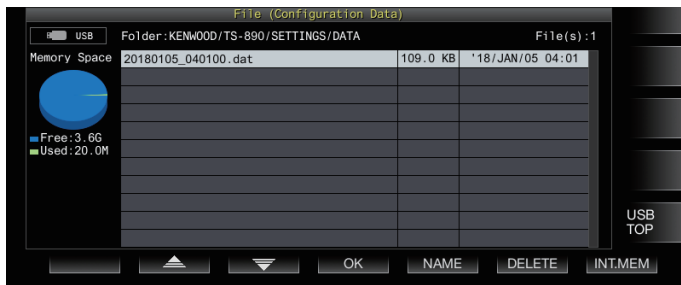 File (Configuration Data)
USB Folder:KENWOOD/TS-890/SETTINGS/DATA File(s):1
Memory Space
20180105_040100.dat 109.0 KB '18/JAN/05 04:01
Free:3.6G
Used:20.0M
USB
TOP
OK NAME DELETE INT.MEM